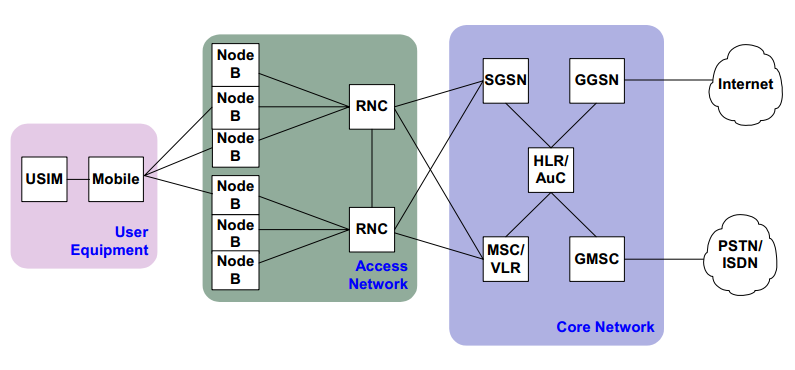 USIM
Mobile
User
Equipment
Node
B
Node
B
Node
B
Node
B
Node
B
Node
B
RNC
RNC
Access
Network
SGSN
GGSN
HLR/
AuC
MSC/
VLR
GMSC
Core Network
Internet
PSTN/
ISDN